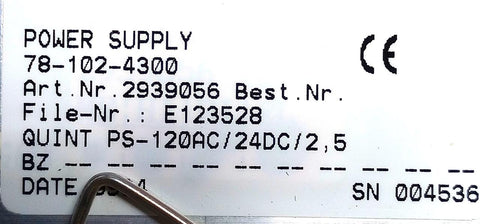 POWER SUPPLY
CE
78-102-4300
Art.Nr.2939056 Best.Nr.
File-Nr.: E123528
QUINT PS-120AC/24DC/2,5
BZ -- -- -- -- -- -- -- -- -- -- --
DATE SN 004536